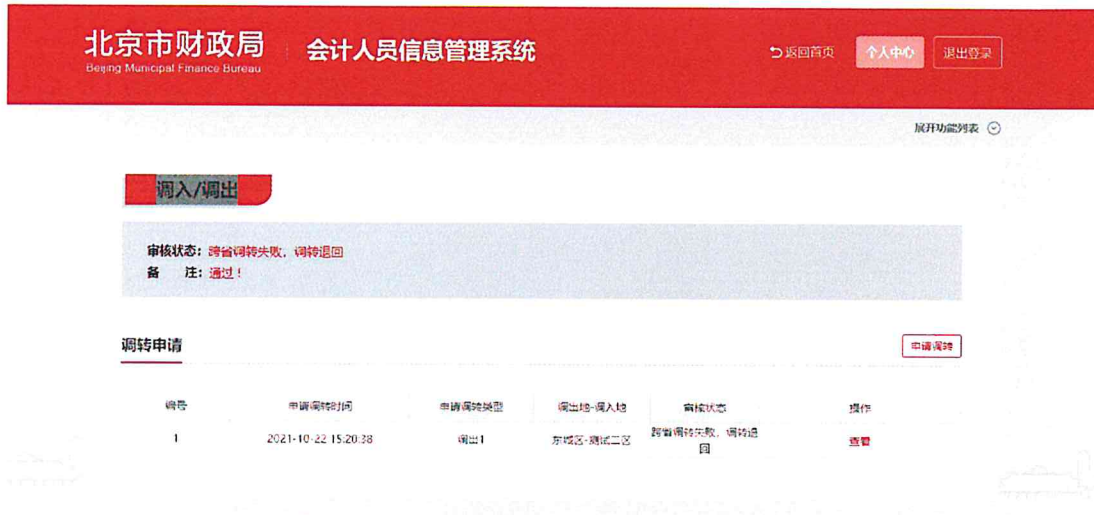 北京市财政局
Beijing Municipal Finance Bureau
会计人员信息管理系统
返回首页
个人中心
退出登录
展开功能列表
调入/调出
审核状态：跨省调转失败，调转退回
备 注：通过！
调转申请
申请调转
编号 申请调转时间 申请调转类型 调出地-调入地 审核状态 操作
1 2021-10-22 15:20:38 调出1 东城区-测试二区 跨省调转失败，调转退
回 查看